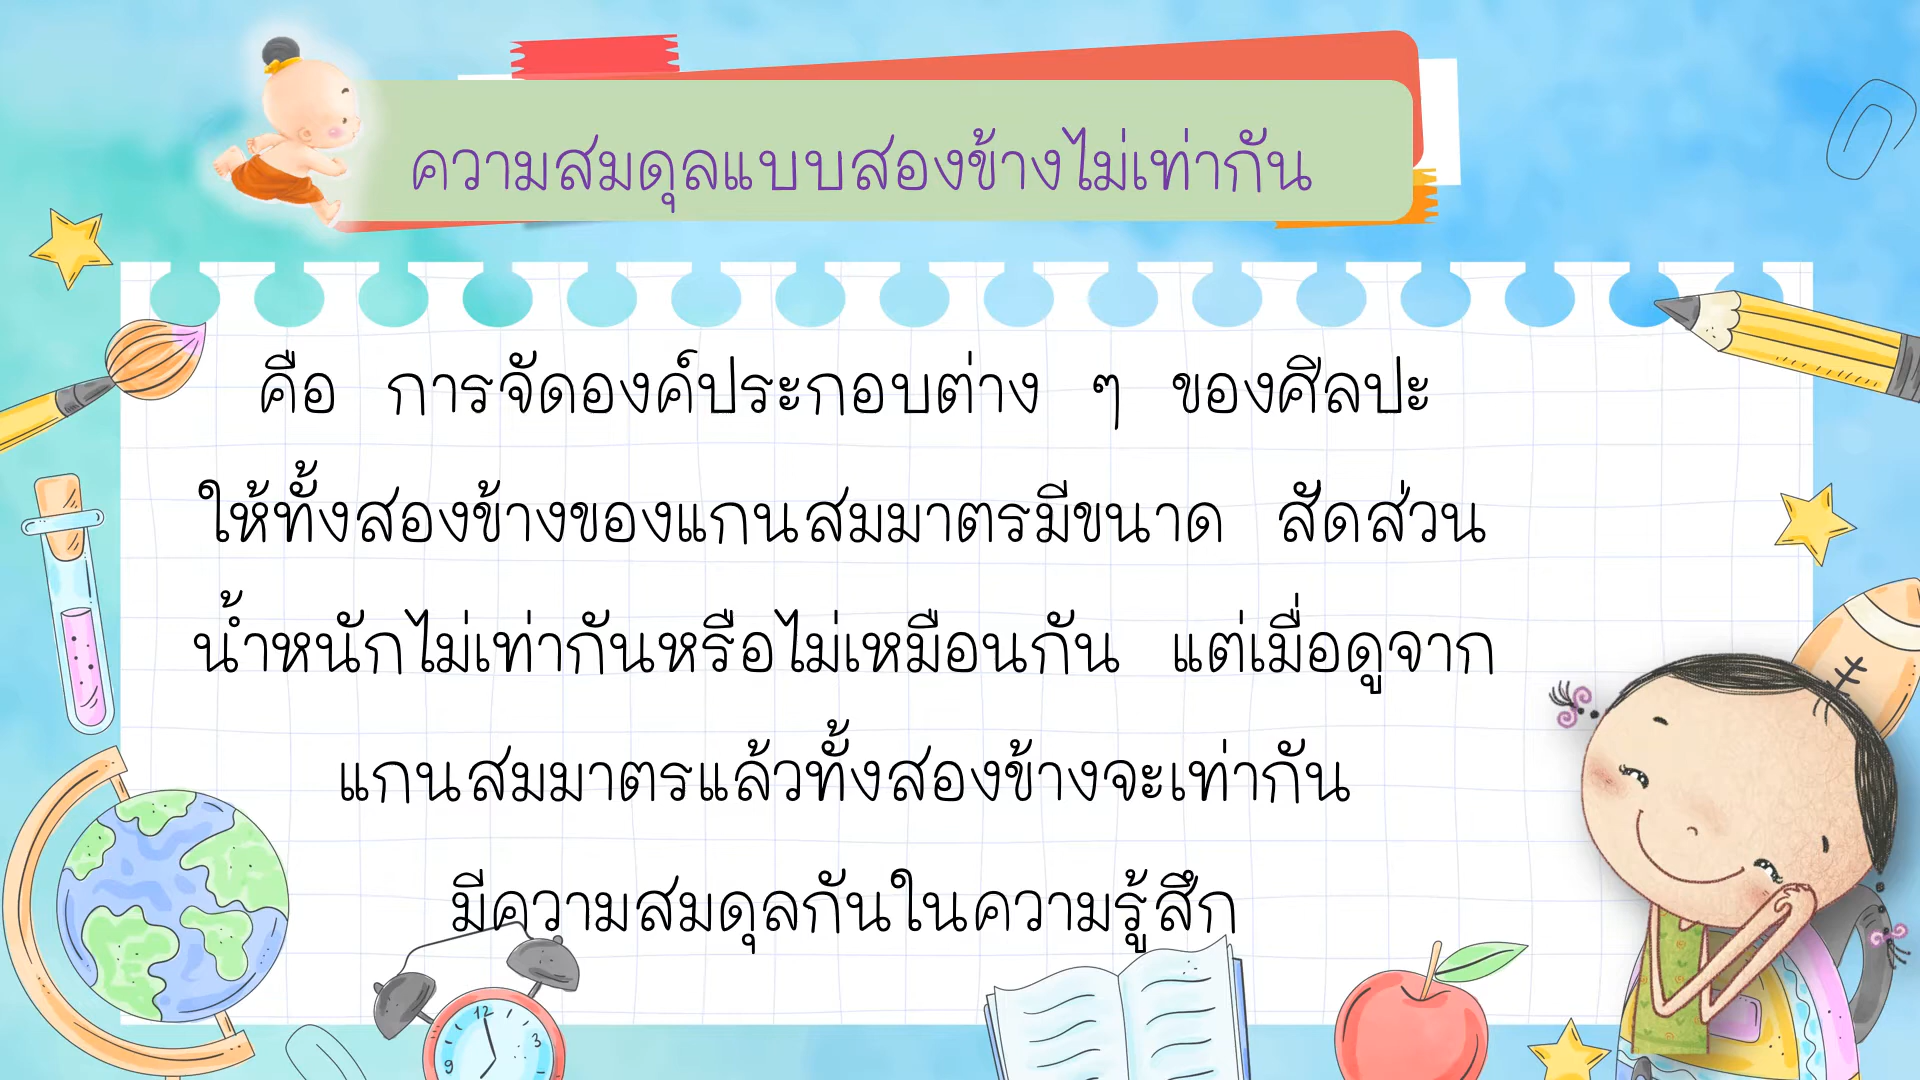 ความสมดุลแบบสองข้างไม่เท่ากัน
คือ การจัดองค์ประกอบต่าง ๆ ของศีลปะ
ให้ทั้งสองข้างของแกนสมมาตรมีขนาด สัดส่วน
น้ำหนักไม่เท่ากันหรือไม่เหมือนกัน แต่เมื่อดูจาก
แกนสมมาตรแล้วทั้งสองข้างจะเท่ากัน
มีความสมดุลกันในความรู้สึก
12
9 3